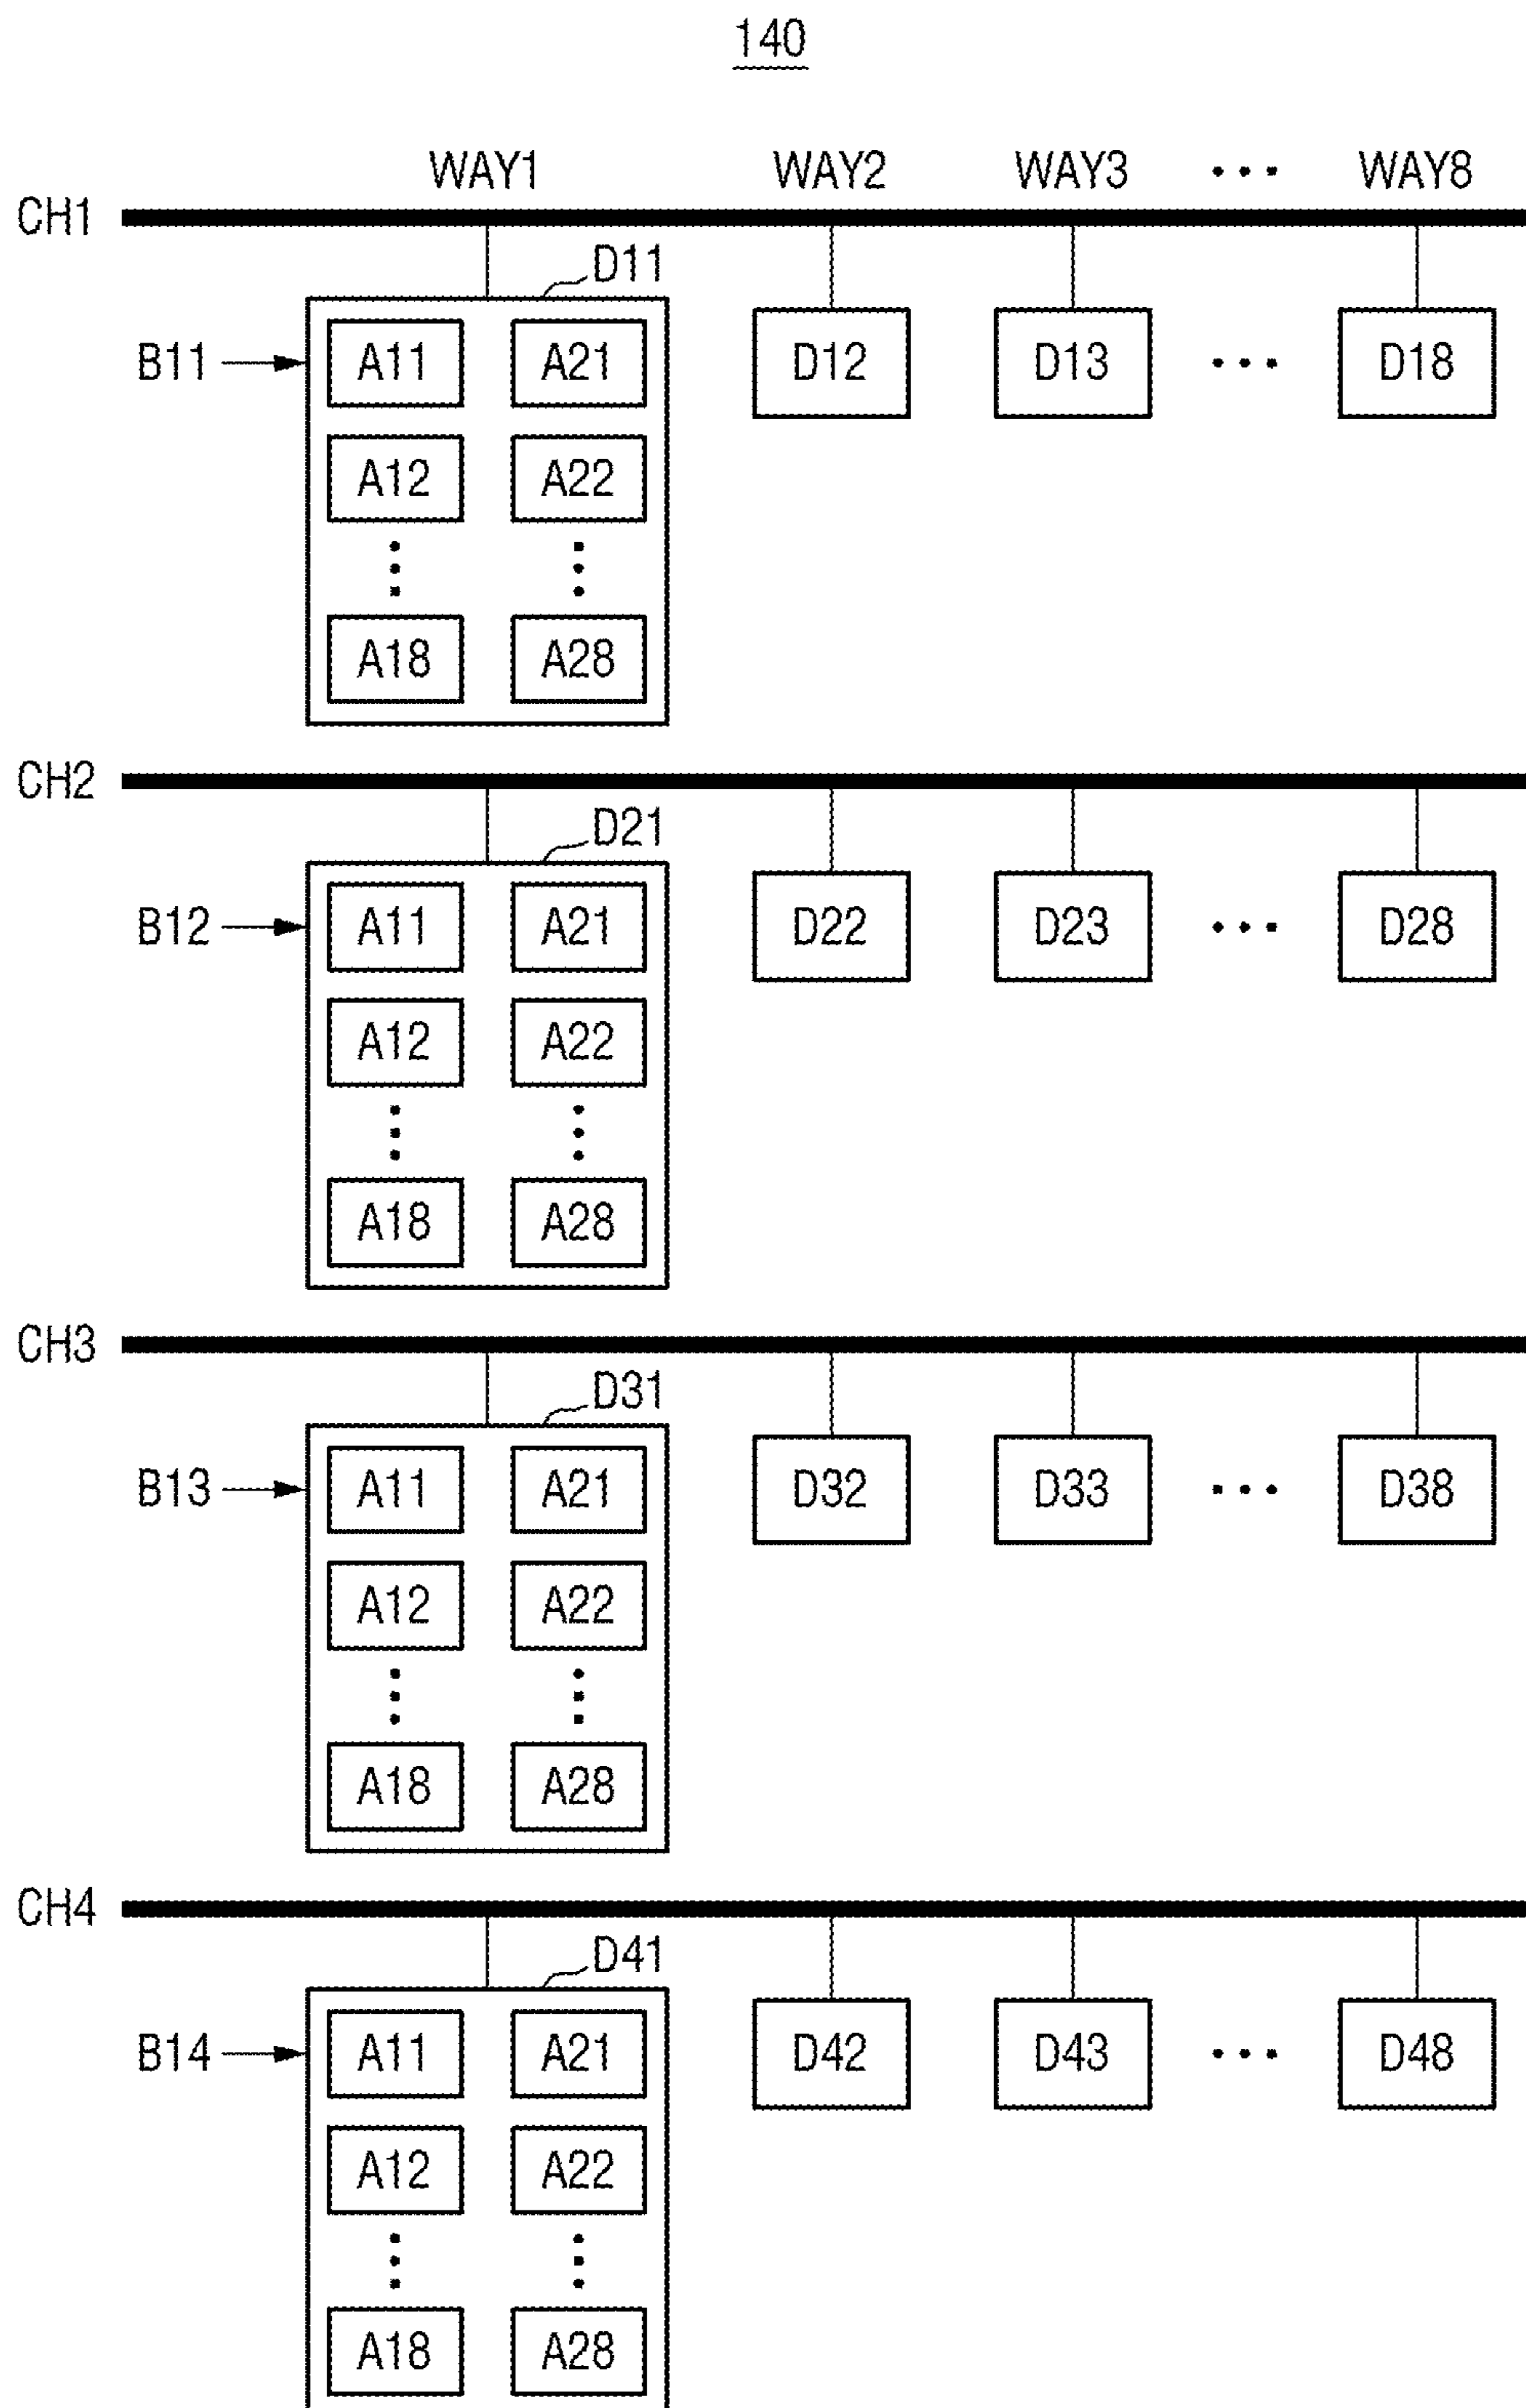 140
WAY1 WAY2 WAY3 ... WAY8
CH1
D11
B11 A11 A21 D12 D13 ... D18
A12 A22
A18 A28
CH2
D21
B12 A11 A21 D22 D23 ... D28
A12 A22
A18 A28
CH3
D31
B13 A11 A21 D32 D33 ... D38
A12 A22
A18 A28
CH4
D41
B14 A11 A21 D42 D43 ... D48
A12 A22
A18 A28